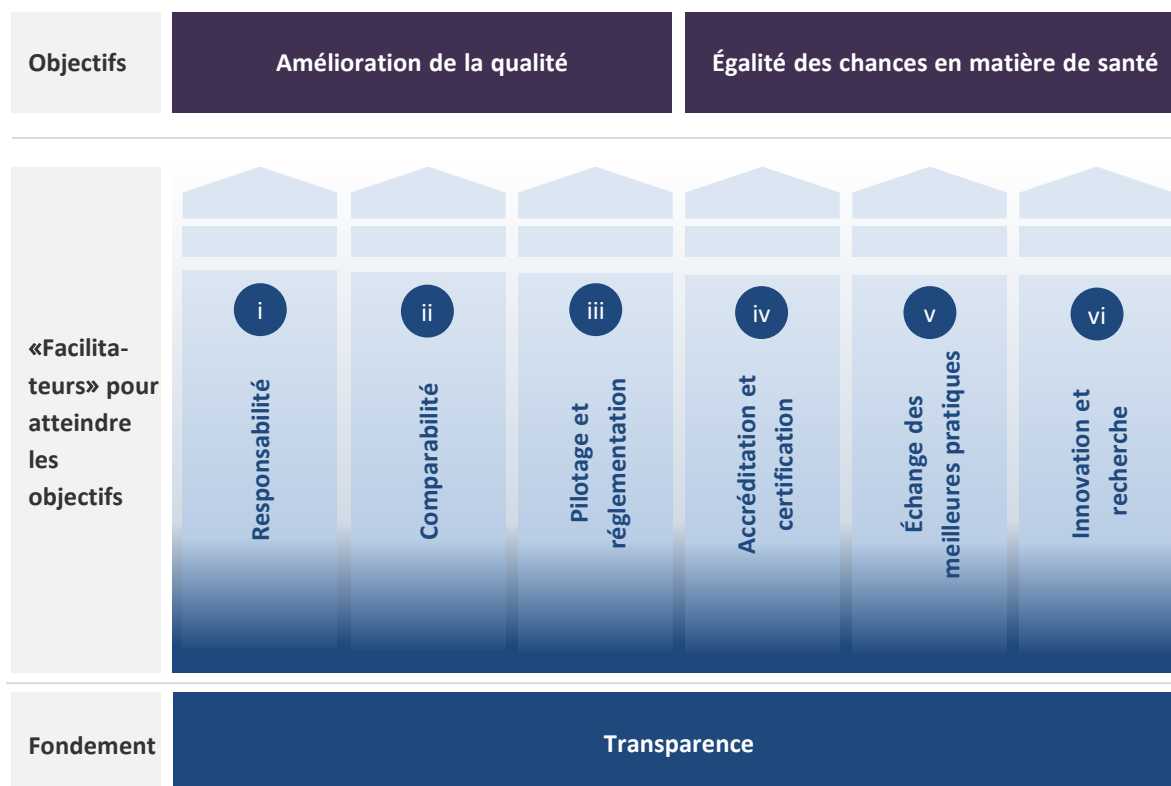 Objectifs
Amélioration de la qualité
Égalité des chances en matière de santé
«Facilita-
teurs» pour
atteindre
les
objectifs
i
Responsabilité
ii
Comparabilité
iii
Pilotage et
réglementation
iv
Accréditation et
certification
v
Échange des
meilleures pratiques
vi
Innovation et
recherche
Fondement
Transparence